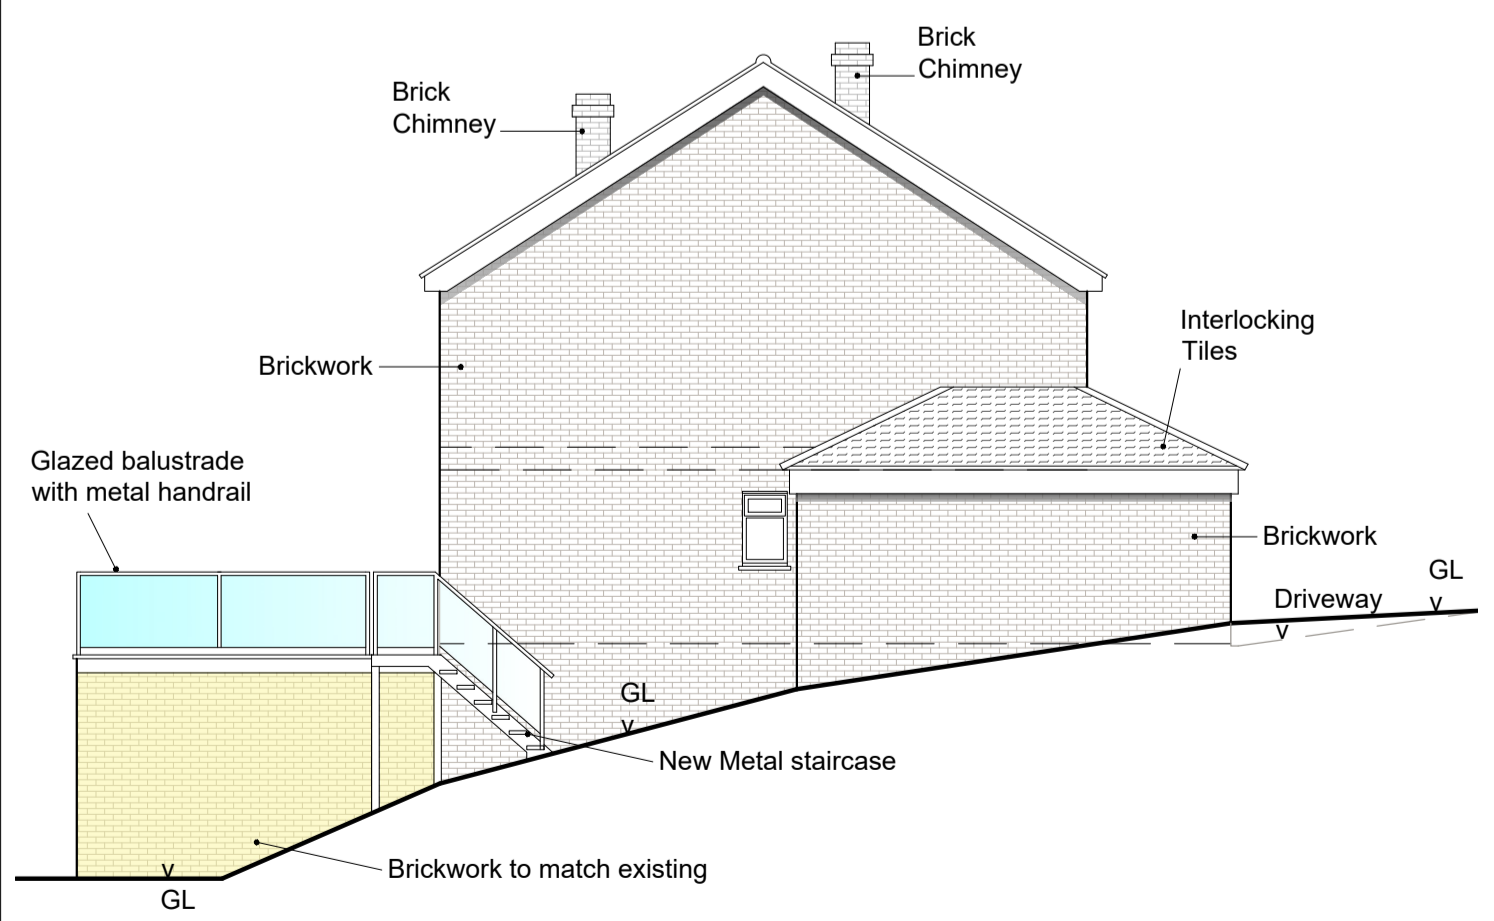 Brick
Chimney
Brick
Chimney
Interlocking
Tiles
Brickwork
Glazed balustrade
with metal handrail
Brickwork
GL
v
Driveway
v
GL
v
New Metal staircase
Brickwork to match existing
v
GL